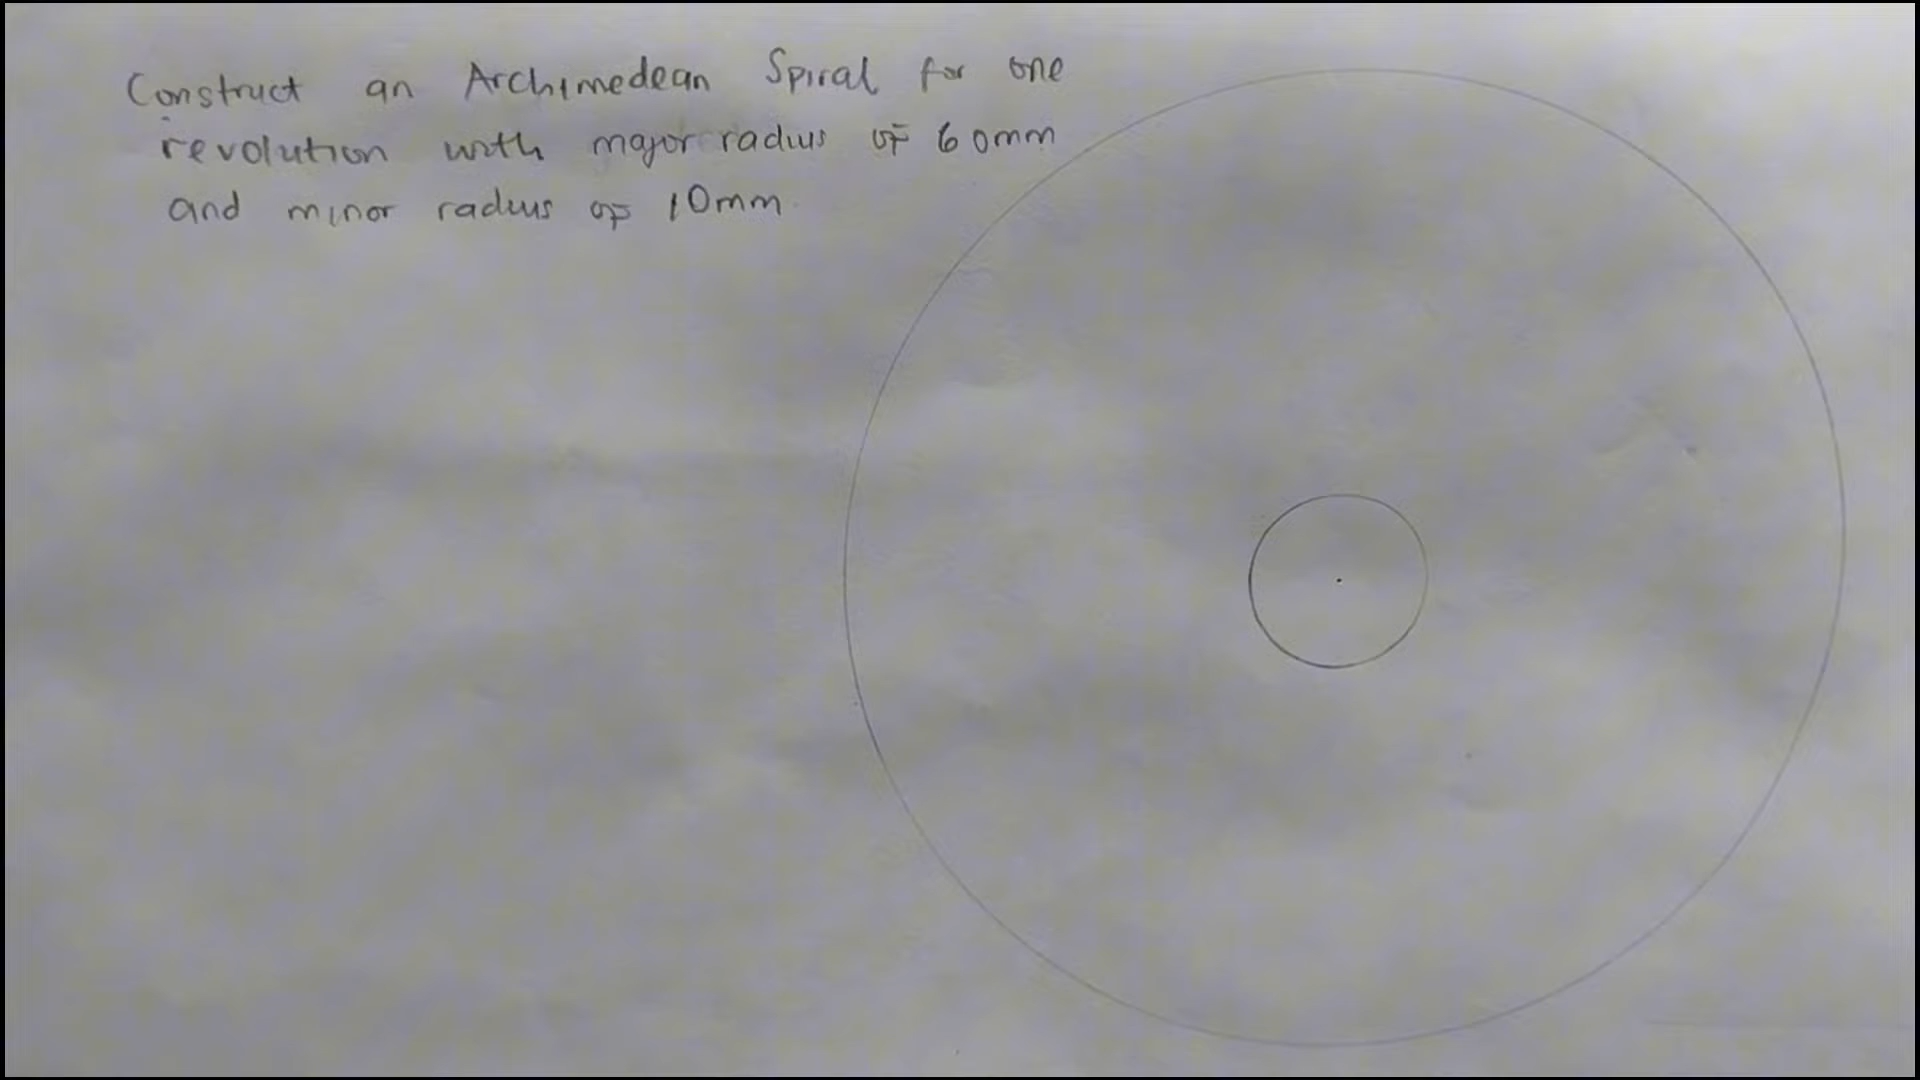 Construct an Archimedean Spiral for one
revolution with major radius of 60mm
and minor radius of 10mm